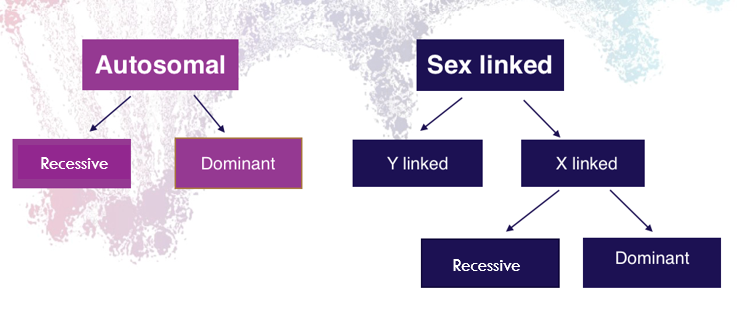 Autosomal
Sex linked
Recessive
Dominant
Y linked
X linked
Recessive
Dominant